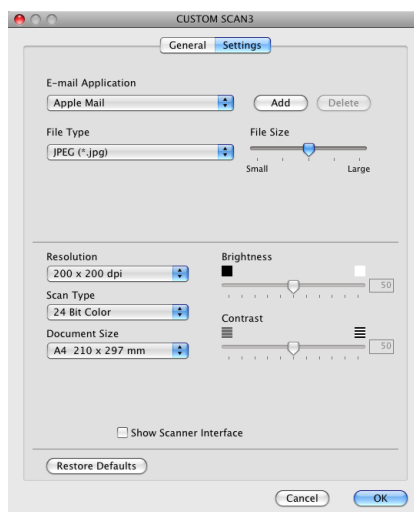 CUSTOM SCAN3
General Settings
E-mail Application
Apple Mail Add Delete
File Type File Size
JPEG (*.jpg)
Small Large
Resolution Brightness
200 x 200 dpi
50
Scan Type
24 Bit Color Contrast
Document Size
A4 210 x 297 mm 50
Show Scanner Interface
Restore Defaults
Cancel OK